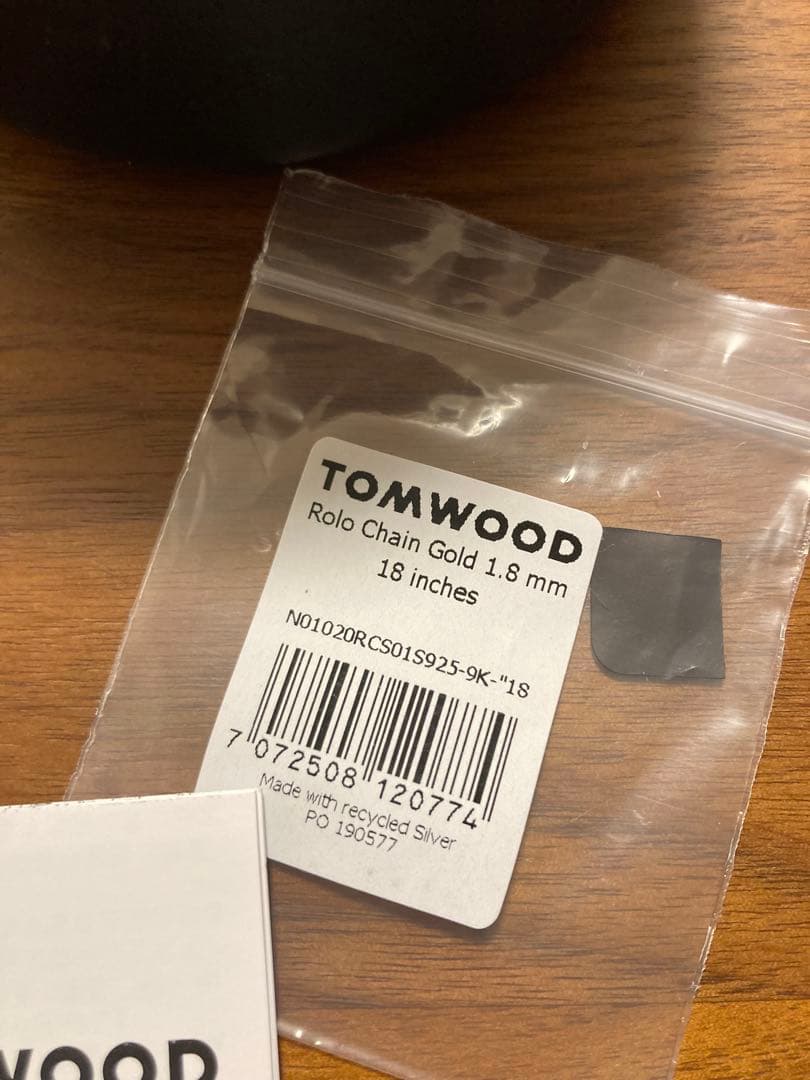 TOMWOOD
Rolo Chain Gold 1.8 mm
18 inches
N01020RCS01S925-9K-"18
7 072508 120774
Made with recycled Silver
PO 190577
WOOD